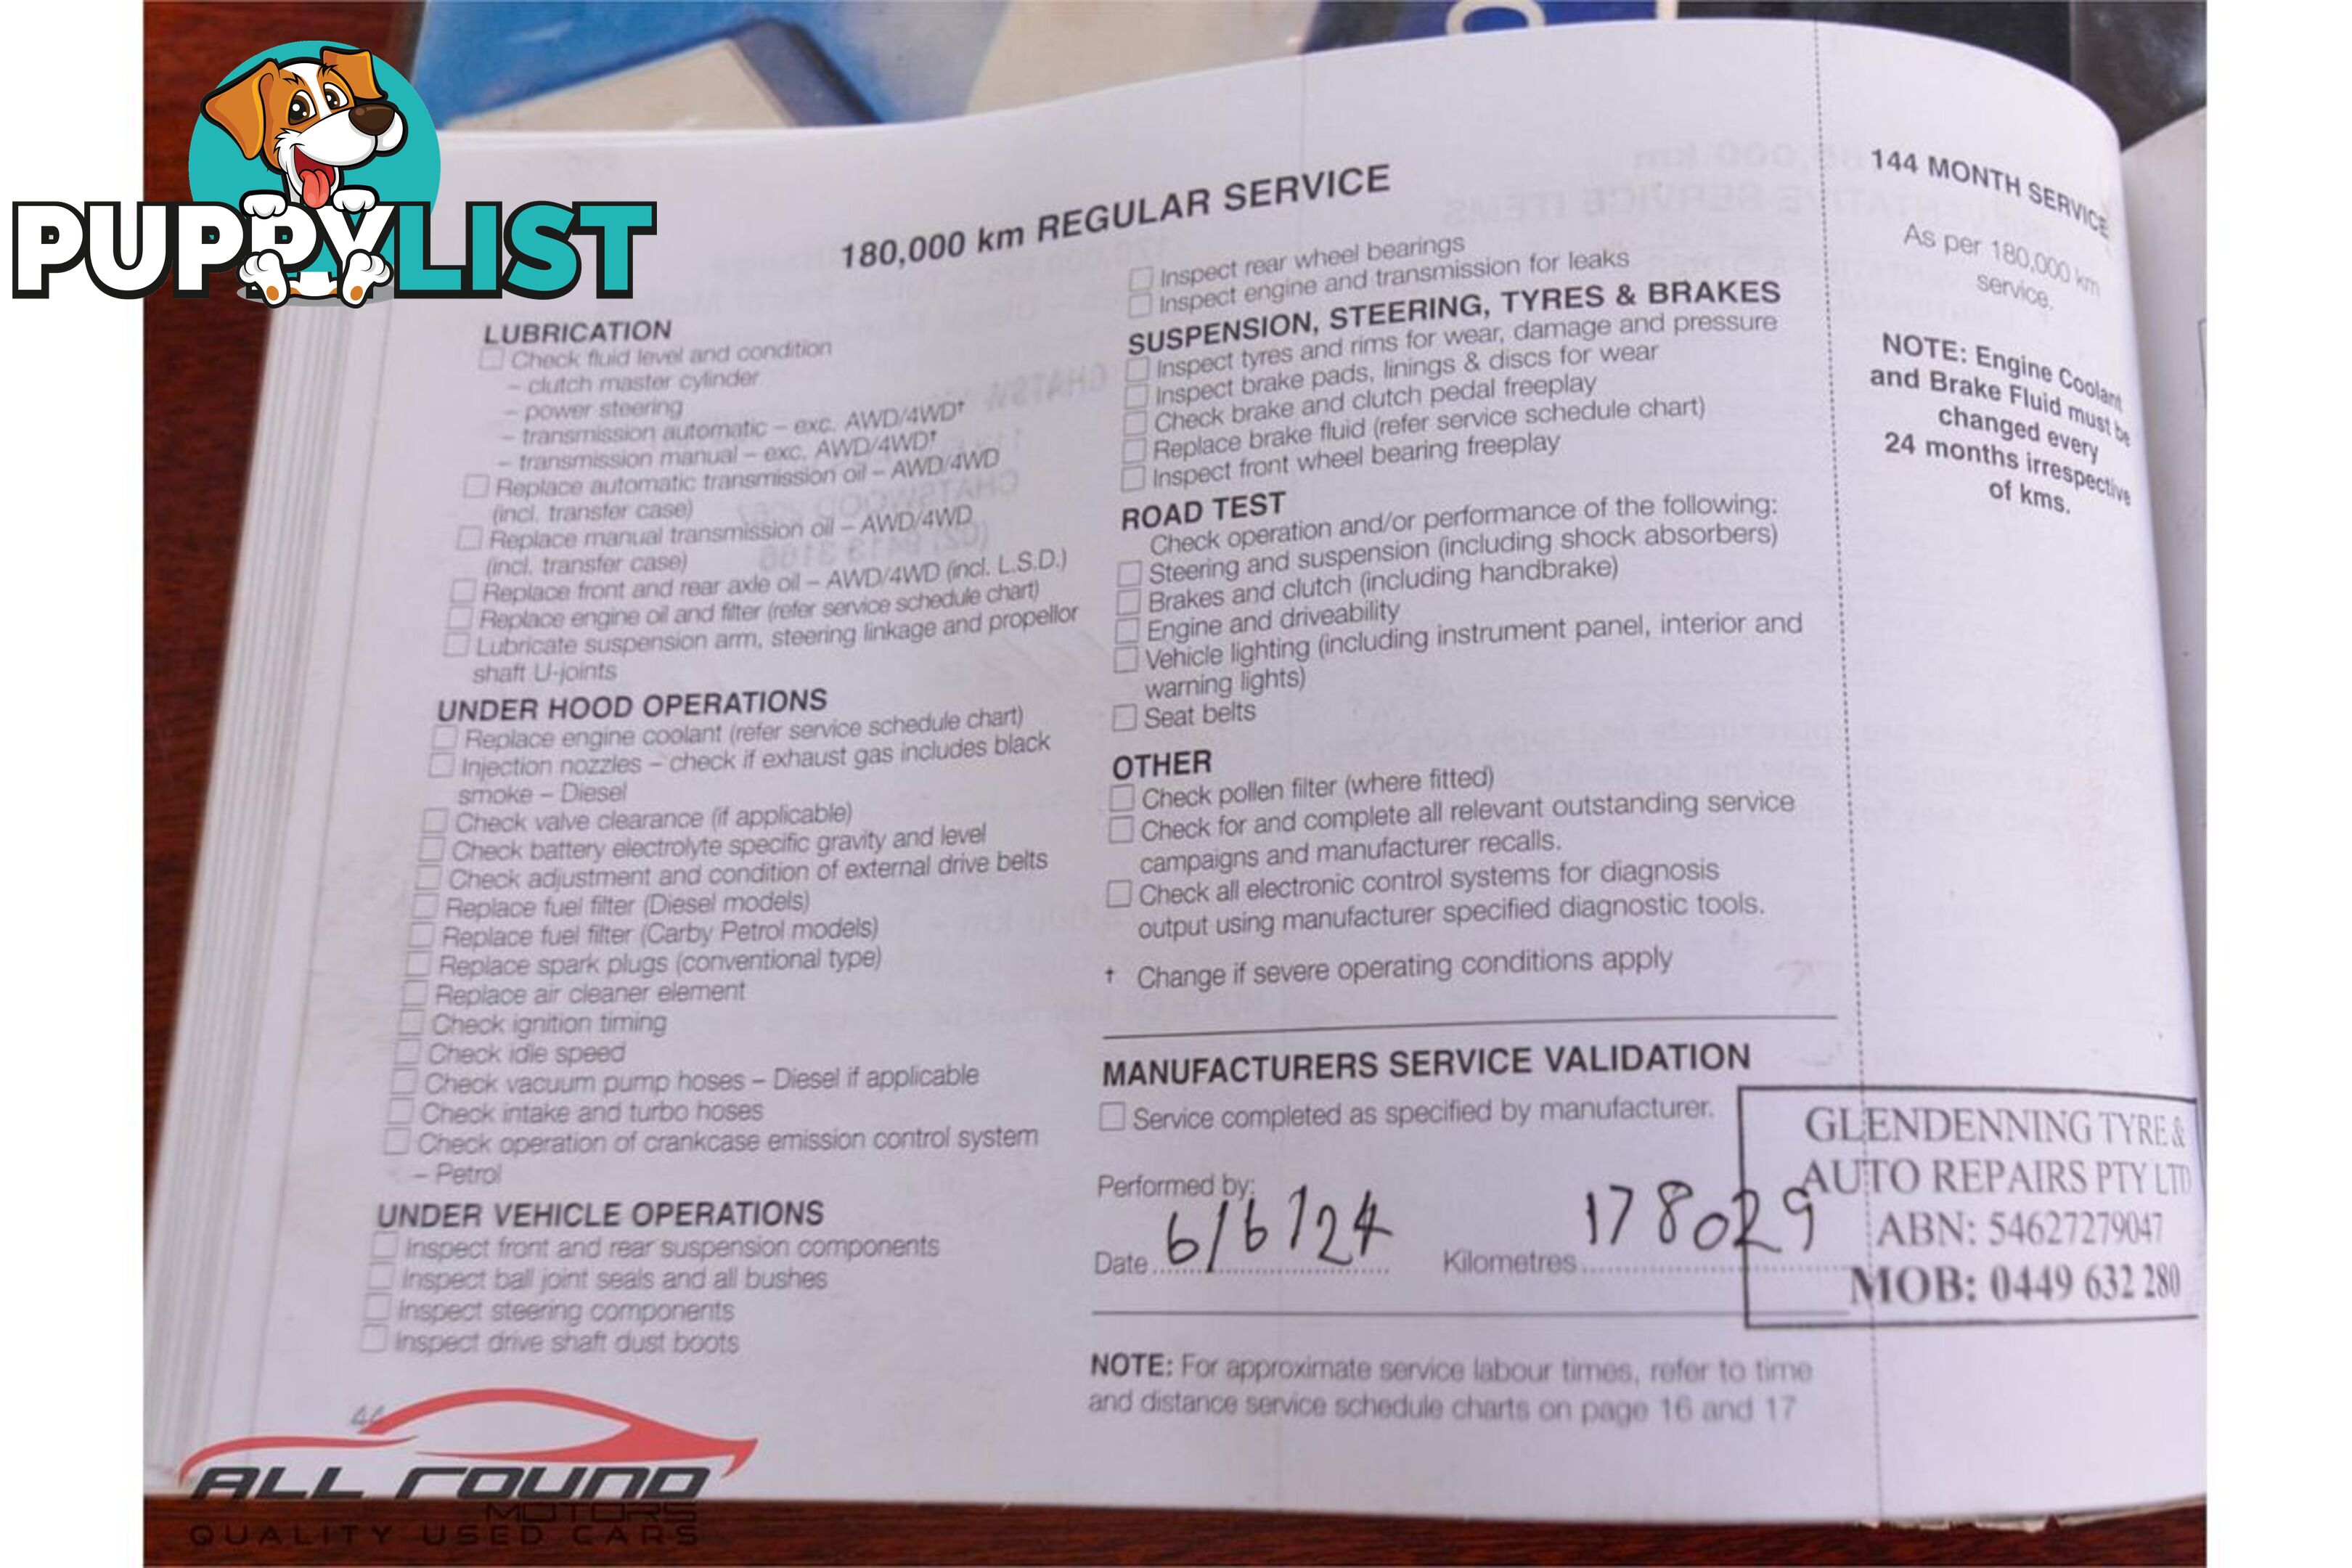 PUPPYLIST
180,000 km REGULAR SERVICE
LUBRICATION
Check fluid level and condition
– clutch master cylinder
– power steering
– transmission automatic – exc. AWD/4WD†
– transmission manual – exc. AWD/4WD†
Replace automatic transmission oil – AWD/4WD
(incl. transfer case)
Replace manual transmission oil – AWD/4WD
(incl. transfer case)
Replace front and rear axle oil – AWD/4WD (incl. L.S.D.)
Replace engine oil and filter (refer service schedule chart)
Lubricate suspension arm, steering linkage and propellor
shaft U-joints
UNDER HOOD OPERATIONS
Replace engine coolant (refer service schedule chart)
Injection nozzles – check if exhaust gas includes black
smoke – Diesel
Check valve clearance (if applicable)
Check battery electrolyte specific gravity and level
Check adjustment and condition of external drive belts
Replace fuel filter (Diesel models)
Replace fuel filter (Carby Petrol models)
Replace spark plugs (conventional type)
Replace air cleaner element
Check ignition timing
Check idle speed
Check vacuum pump hoses – Diesel if applicable
Check intake and turbo hoses
Check operation of crankcase emission control system
– Petrol
UNDER VEHICLE OPERATIONS
Inspect front and rear suspension components
Inspect ball joint seals and all bushes
Inspect steering components
Inspect drive shaft dust boots
Inspect rear wheel bearings
Inspect engine and transmission for leaks
SUSPENSION, STEERING, TYRES & BRAKES
Inspect tyres and rims for wear, damage and pressure
Inspect brake pads, linings & discs for wear
Check brake and clutch pedal freeplay
Replace brake fluid (refer service schedule chart)
Inspect front wheel bearing freeplay
ROAD TEST
Check operation and/or performance of the following:
Steering and suspension (including shock absorbers)
Brakes and clutch (including handbrake)
Engine and driveability
Vehicle lighting (including instrument panel, interior and
warning lights)
Seat belts
OTHER
Check pollen filter (where fitted)
Check for and complete all relevant outstanding service
campaigns and manufacturer recalls.
Check all electronic control systems for diagnosis
output using manufacturer specified diagnostic tools.
† Change if severe operating conditions apply
MANUFACTURERS SERVICE VALIDATION
Service completed as specified by manufacturer.
Performed by:
Date 6/6/24 Kilometres 178029
NOTE: For approximate service labour times, refer to time
and distance service schedule charts on page 16 and 17
144 MONTH SERVICE
As per 180,000 km
service.
NOTE: Engine Coolant
and Brake Fluid must be
changed every
24 months irrespective
of kms.
GLENDENNING TYRE &
AUTO REPAIRS PTY LTD
ABN: 54627279047
MOB: 0449 632 280
ALL ROUND
MOTORS
QUALITY USED CARS